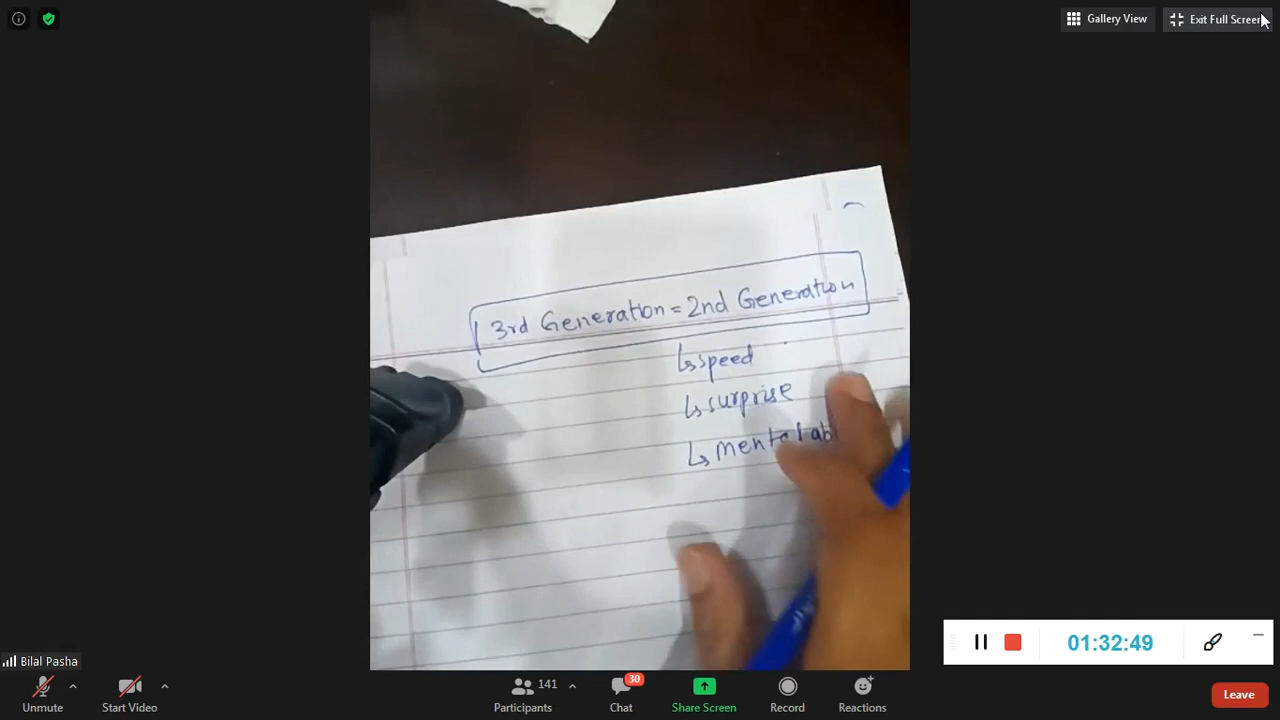 Gallery View
Exit Full Screen
3rd Generation = 2nd Generation
↳ speed
↳ surprise
↳ mental
Bilal Pasha
01:32:49
Unmute
Start Video
141
Participants
30
Chat
Share Screen
Record
Reactions
Leave